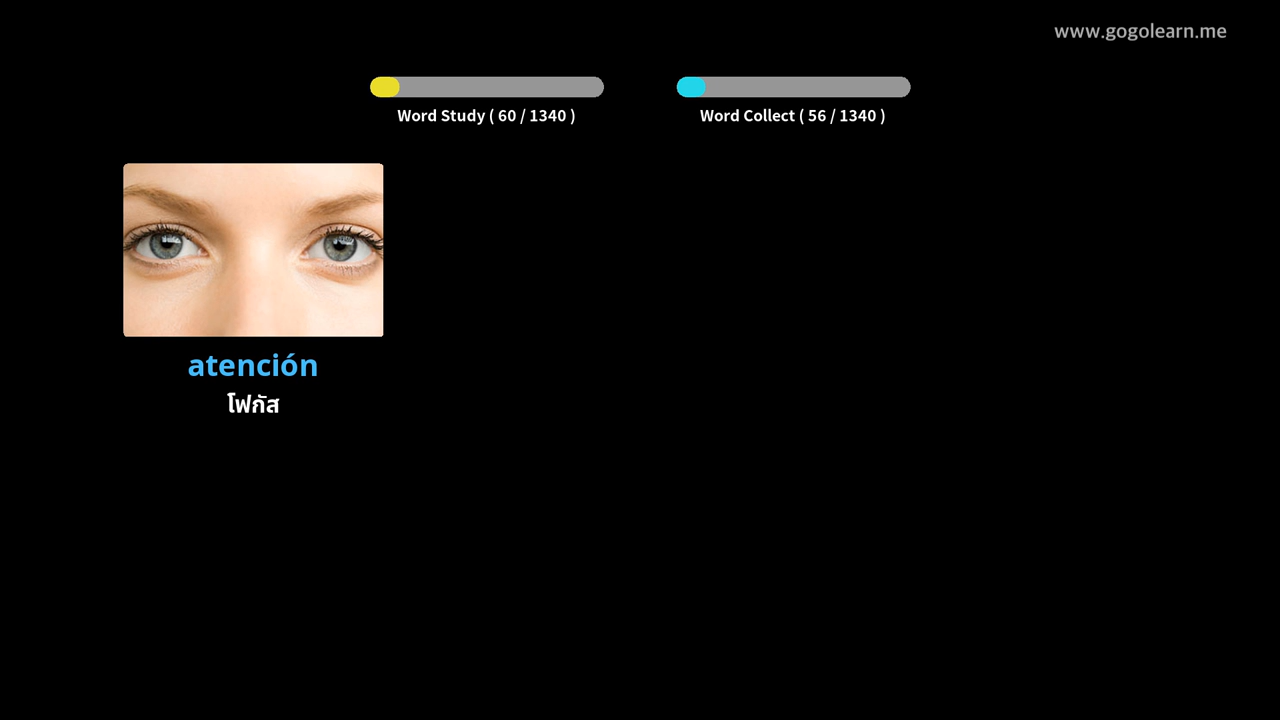 www.gogolearn.me
Word Study ( 60 / 1340 )
Word Collect ( 56 / 1340 )
atención
โฟกัส